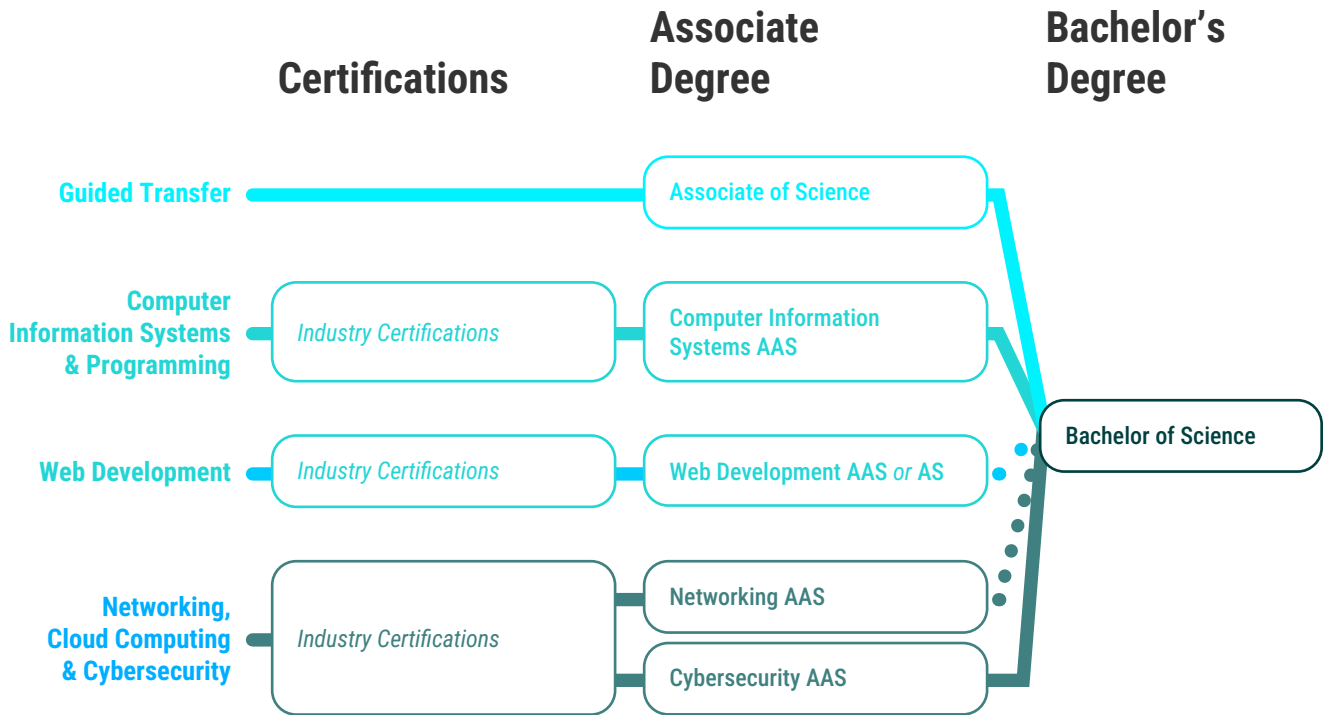 Certifications
Associate
Degree
Bachelor’s
Degree
Guided Transfer
Associate of Science
Computer
Information Systems
& Programming
Industry Certifications
Computer Information
Systems AAS
Bachelor of Science
Web Development
Industry Certifications
Web Development AAS or AS
Networking,
Cloud Computing
& Cybersecurity
Industry Certifications
Networking AAS
Cybersecurity AAS